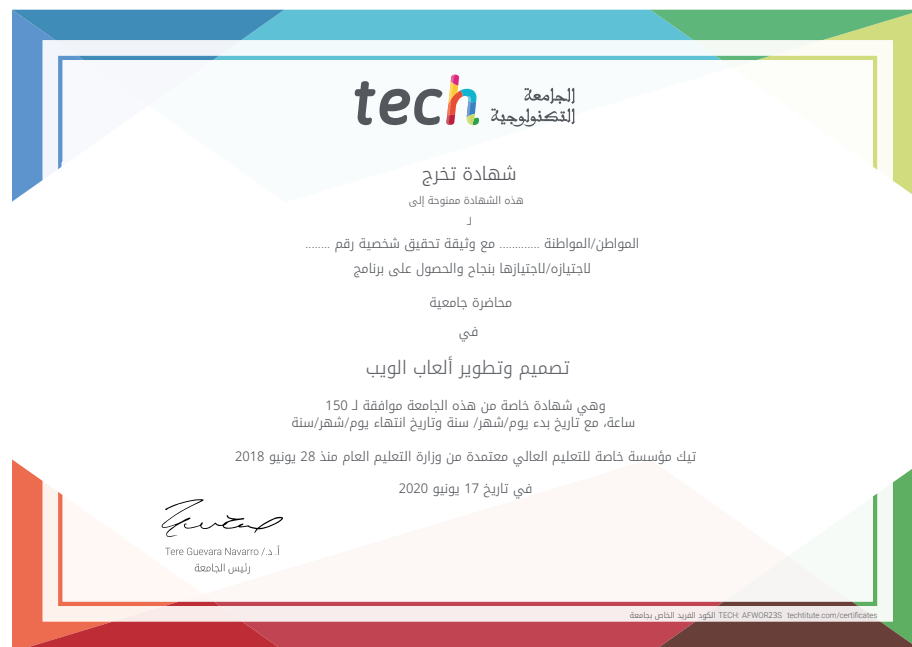 tech
الجامعة
التكنولوجية
شهادة تخرج
هذه الشهادة ممنوحة إلى
لـ
المواطن/المواطنة ............. مع وثيقة تحقيق شخصية رقم ........
لاجتيازه/لاجتيازها بنجاح والحصول على برنامج
محاضرة جامعية
في
تصميم وتطوير ألعاب الويب
وهي شهادة خاصة من هذه الجامعة موافقة لـ 150
ساعة، مع تاريخ بدء يوم/شهر/ سنة وتاريخ انتهاء يوم/شهر/سنة
تيك مؤسسة خاصة للتعليم العالي معتمدة من وزارة التعليم العام منذ 28 يونيو 2018
في تاريخ 17 يونيو 2020
أ. د./ Tere Guevara Navarro
رئيس الجامعة
الكود الفريد الخاص بجامعة TECH: AFWOR23S techtitute.com/certificates